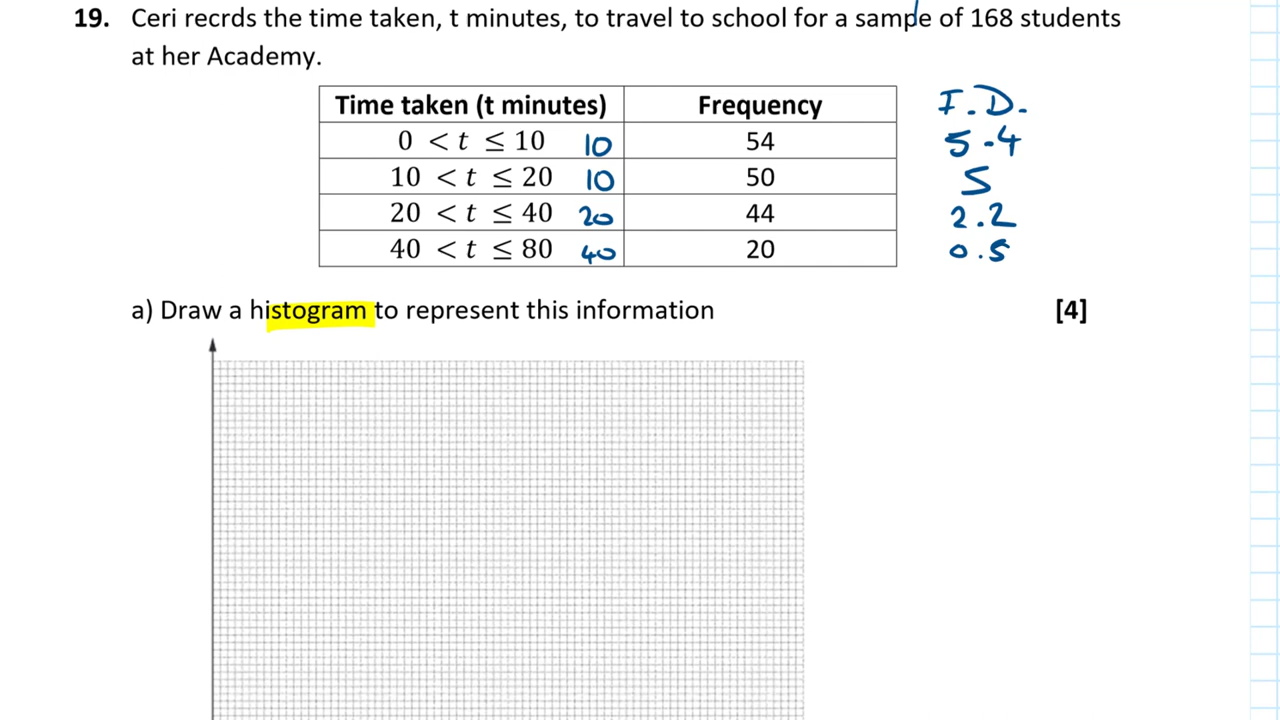 19. Ceri recrds the time taken, t minutes, to travel to school for a sample of 168 students
at her Academy.
Time taken (t minutes) Frequency F.D.
0 < t ≤ 10 10 54 5.4
10 < t ≤ 20 10 50 5
20 < t ≤ 40 20 44 2.2
40 < t ≤ 80 40 20 0.5
a) Draw a histogram to represent this information [4]